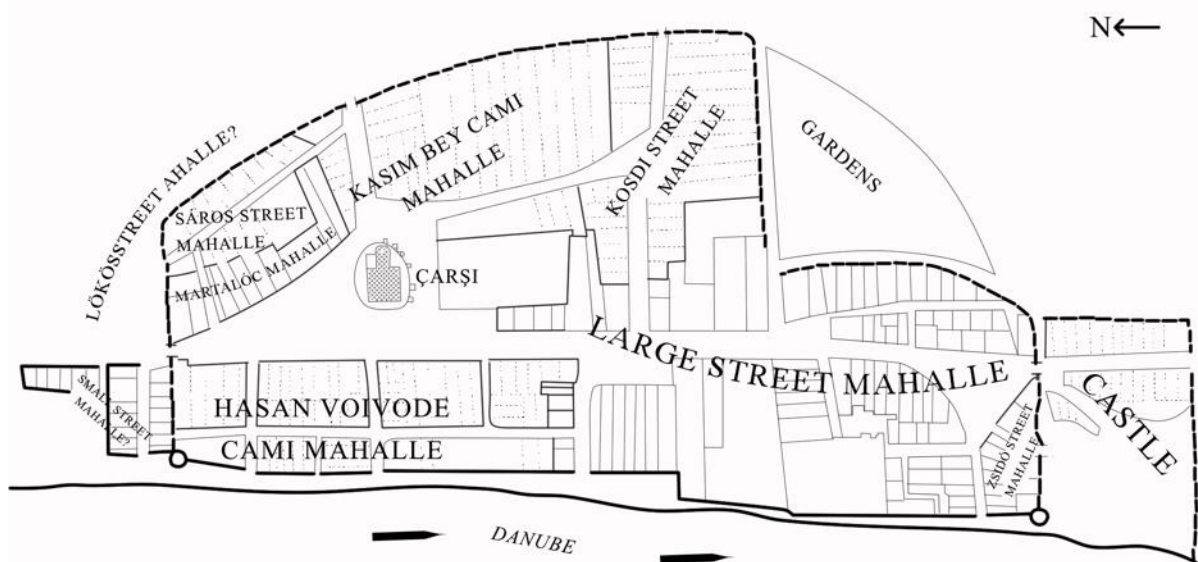 N
LÖKÖSSTREET AHALLE?
KASIM BEY CAMI
MAHALLE
KOSDI STREET
MAHALLE
GARDENS
SÁROS STREET
MAHALLE
MARTALÓC MAHALLE
ÇARŞI
LARGE STREET MAHALLE
SMALL STREET
MAHALLE?
HASAN VOIVODE
CAMI MAHALLE
ZSIDÓ STREET
MAHALLE
CASTLE
DANUBE